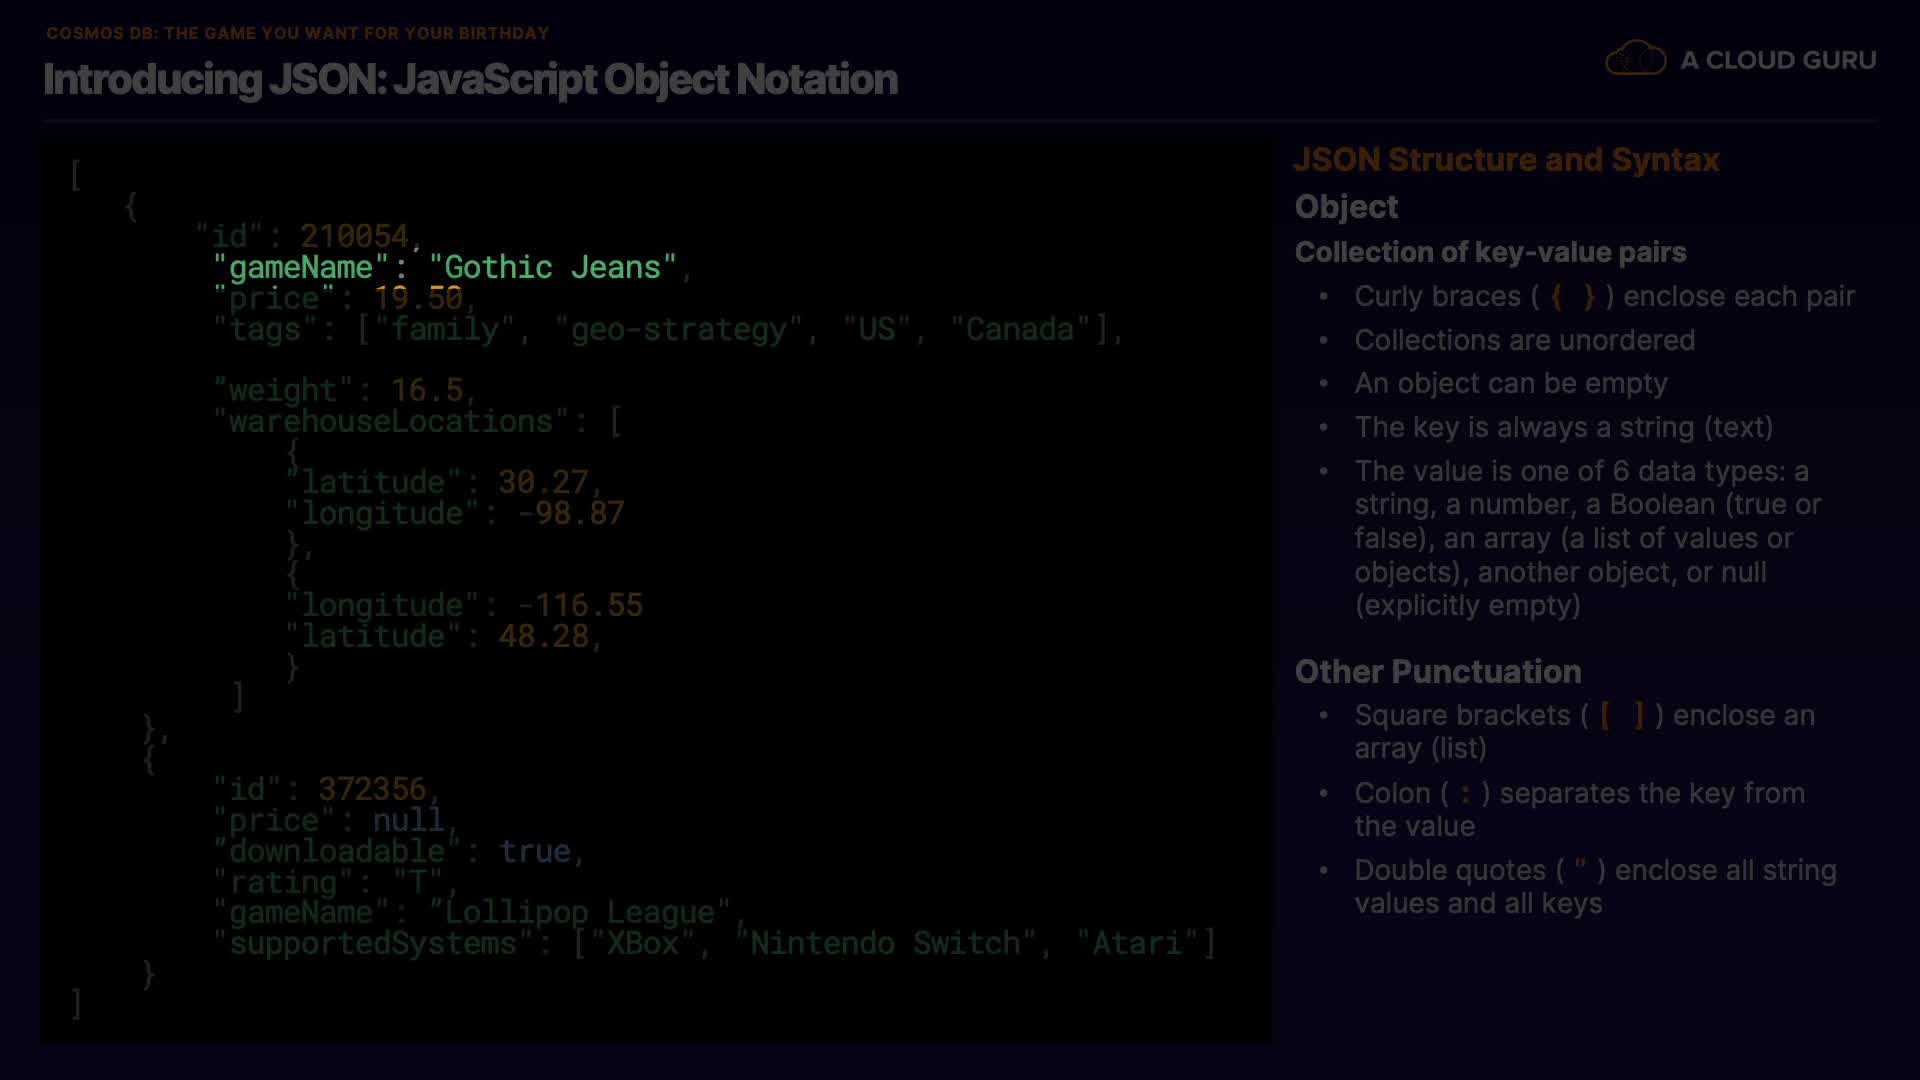 COSMOS DB: THE GAME YOU WANT FOR YOUR BIRTHDAY
Introducing JSON: JavaScript Object Notation
A CLOUD GURU
[
{
"id": 210054,
"gameName": "Gothic Jeans",
"price": 19.50,
"tags": ["family", "geo-strategy", "US", "Canada"],
”weight": 16.5,
"warehouseLocations": [
{
"latitude": 30.27,
"longitude": -98.87
},
{
"longitude": -116.55
"latitude": 48.28,
}
]
},
{
"id": 372356,
"price": null,
”downloadable": true,
"rating": "T",
"gameName": ”Lollipop League",
"supportedSystems": ["XBox", "Nintendo Switch", "Atari"]
}
]
JSON Structure and Syntax
Object
Collection of key-value pairs
• Curly braces ( { } ) enclose each pair
• Collections are unordered
• An object can be empty
• The key is always a string (text)
• The value is one of 6 data types: a
string, a number, a Boolean (true or
false), an array (a list of values or
objects), another object, or null
(explicitly empty)
Other Punctuation
• Square brackets ( [ ] ) enclose an
array (list)
• Colon ( : ) separates the key from
the value
• Double quotes ( " ) enclose all string
values and all keys